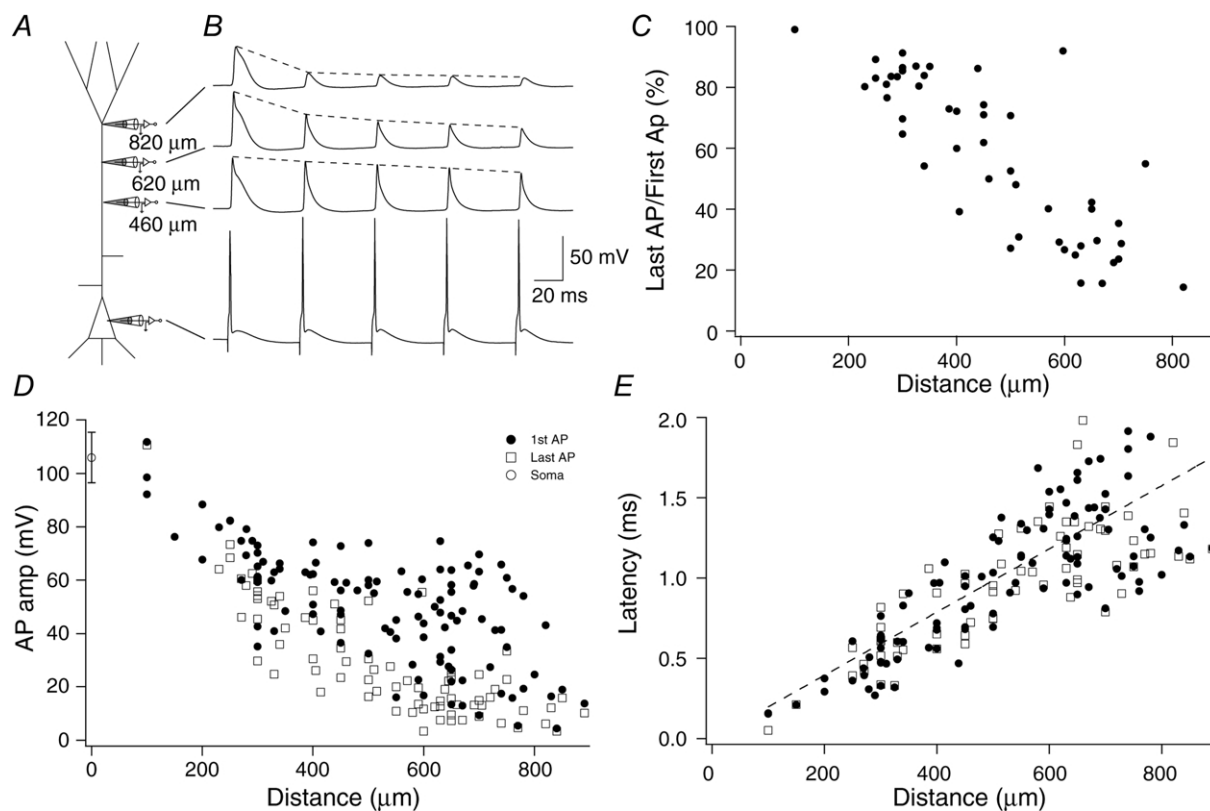 A
B
C
820 μm
620 μm
460 μm
50 mV
20 ms
Last AP/First Ap (%)
100
80
60
40
20
0
0
200
400
600
800
Distance (μm)
D
E
AP amp (mV)
120
100
80
60
40
20
0
1st AP
Last AP
Soma
0
200
400
600
800
Distance (μm)
Latency (ms)
2.0
1.5
1.0
0.5
0.0
0
200
400
600
800
Distance (μm)